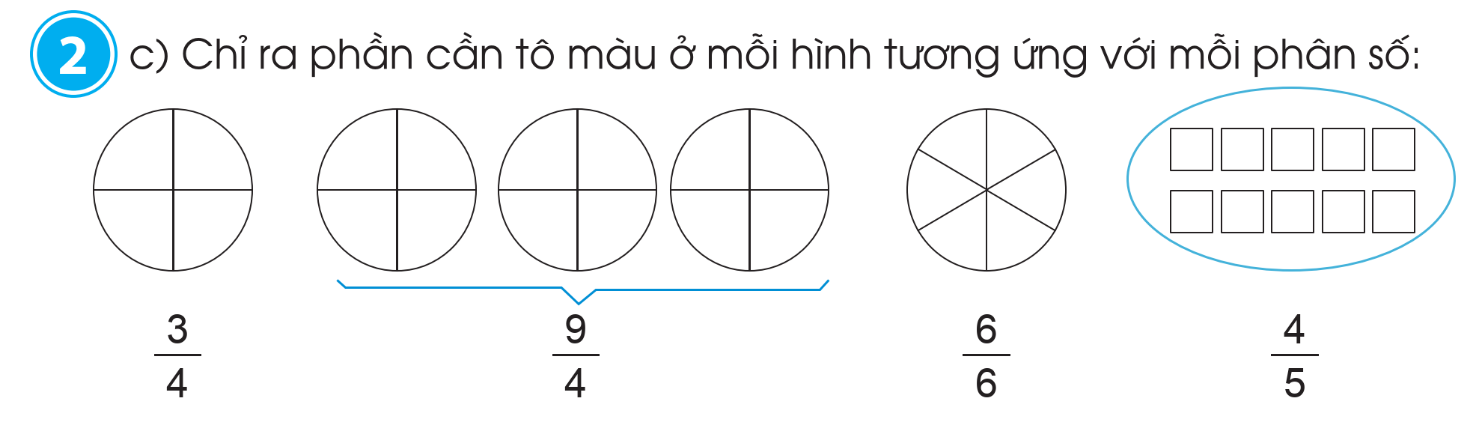 2 c) Chỉ ra phần cần tô màu ở mỗi hình tương ứng với mỗi phân số:
3 9 6 4
4 4 6 5